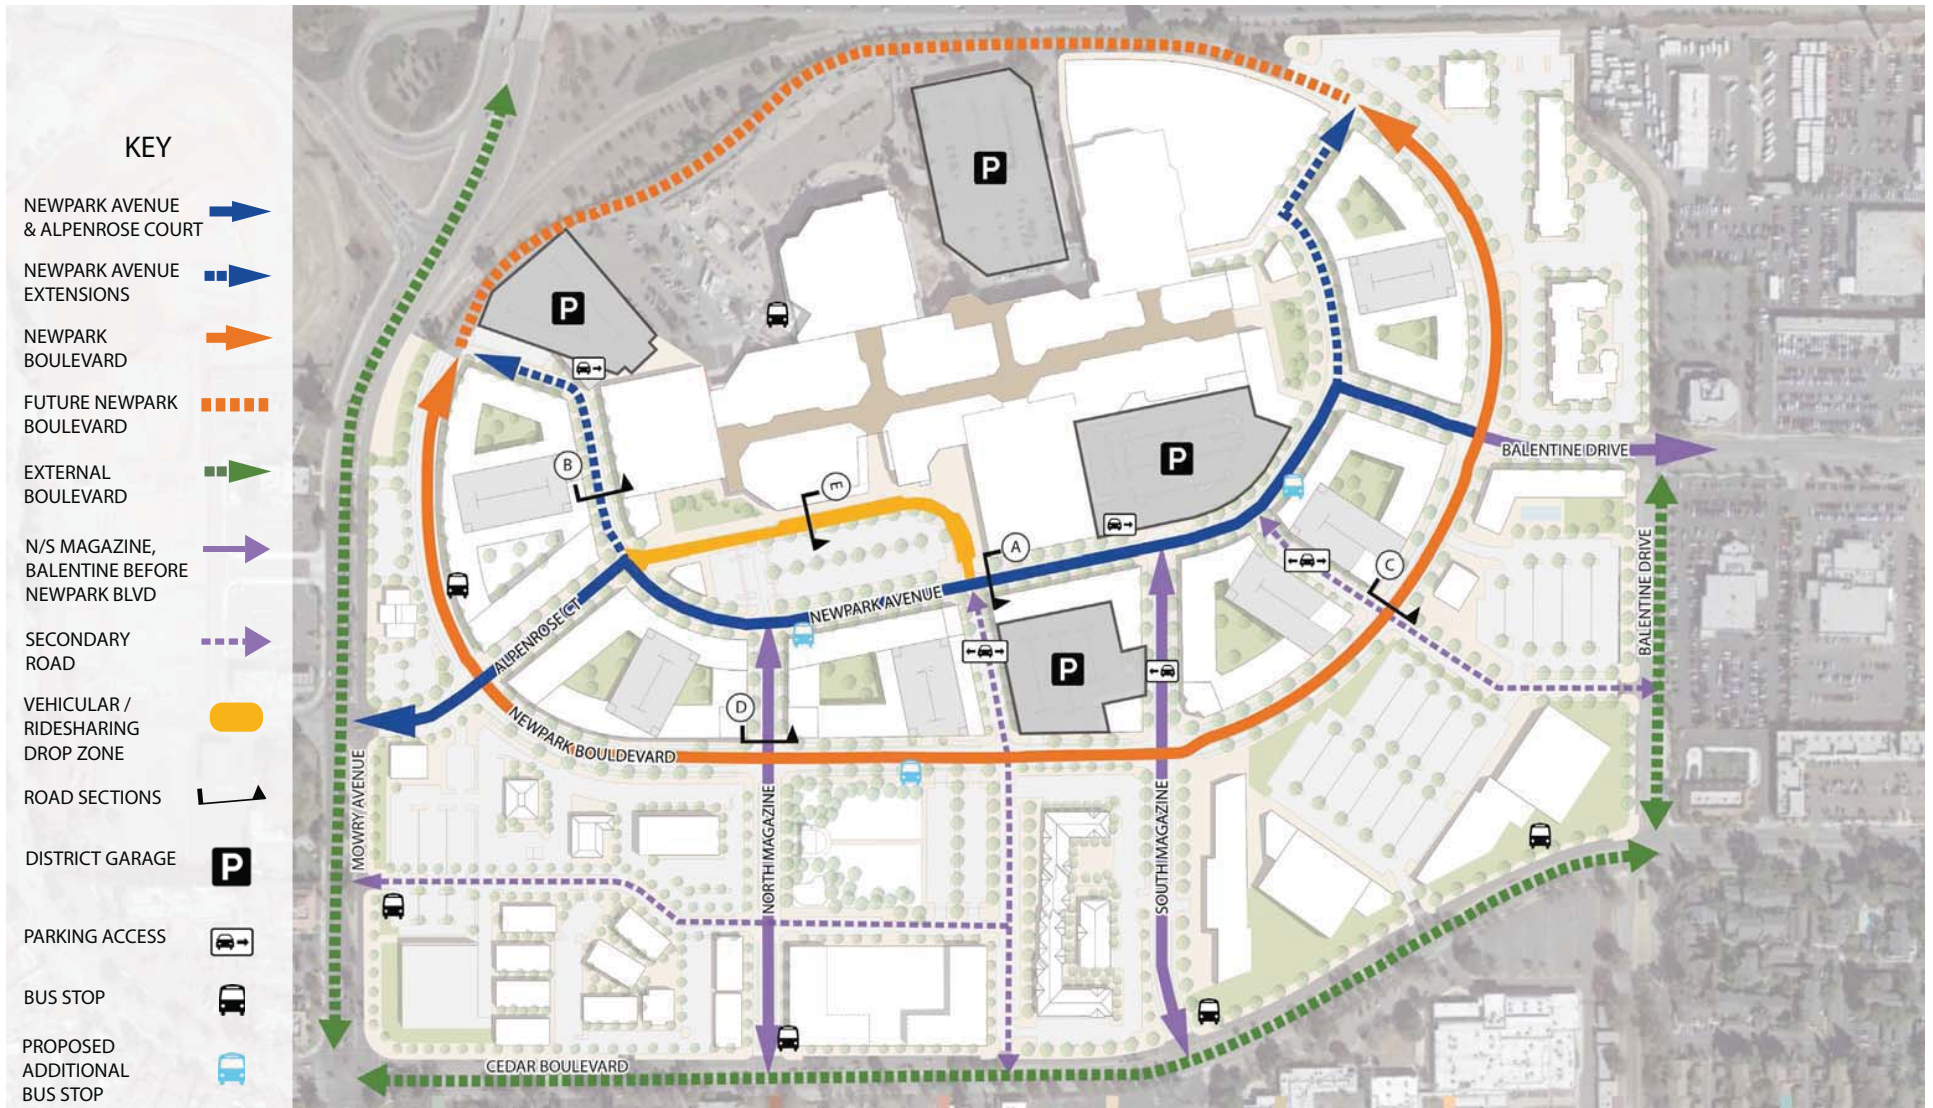 KEY
NEWPARK AVENUE
& ALPENROSE COURT
NEWPARK AVENUE
EXTENSIONS
NEWPARK
BOULEVARD
FUTURE NEWPARK
BOULEVARD
EXTERNAL
BOULEVARD
N/S MAGAZINE,
BALENTINE BEFORE
NEWPARK BLVD
SECONDARY
ROAD
VEHICULAR /
RIDESHARING
DROP ZONE
ROAD SECTIONS
DISTRICT GARAGE
P
PARKING ACCESS
BUS STOP
PROPOSED
ADDITIONAL
BUS STOP
P
P
P
P
B
E
A
C
D
BALENTINE DRIVE
BALENTINE DRIVE
NEWPARK AVENUE
ALPENROSE CT
NEWPARK BOULDEVARD
MOWRY AVENUE
NORTH MAGAZINE
SOUTH MAGAZINE
CEDAR BOULEVARD